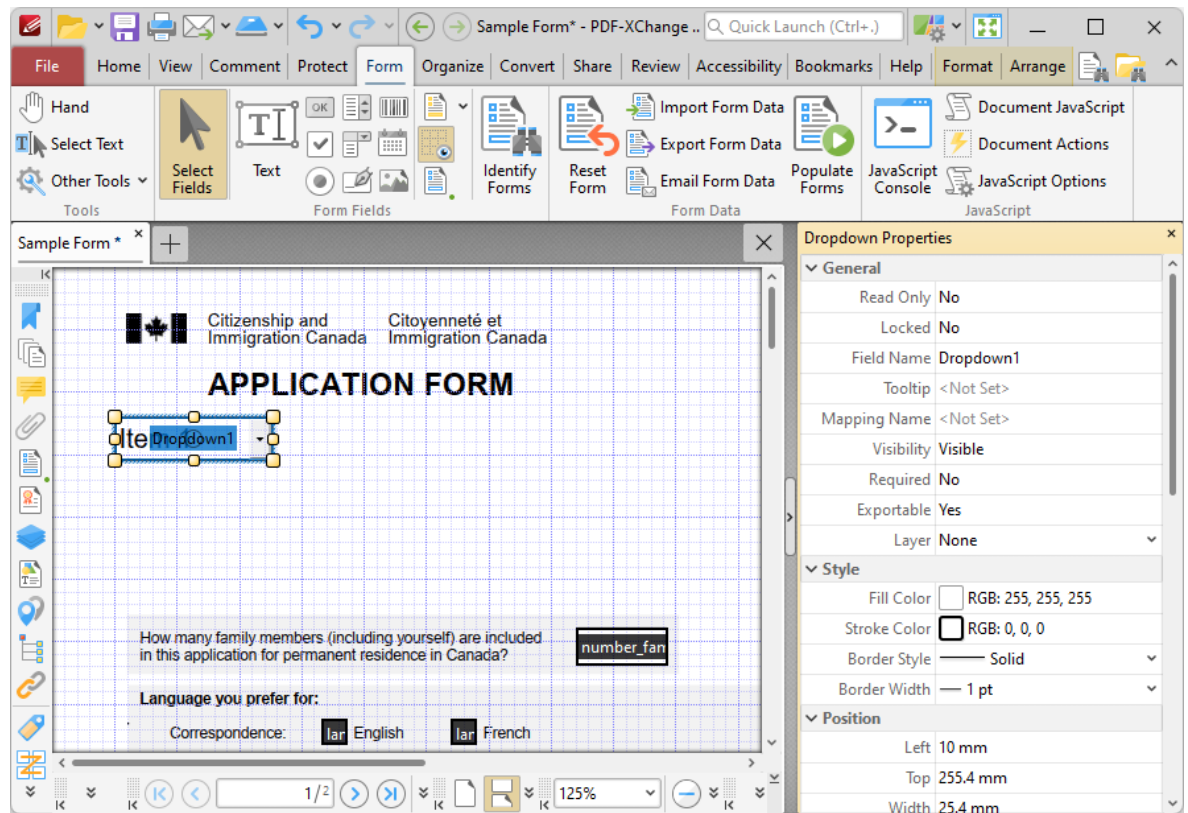 Sample Form* - PDF-XChange ..
Quick Launch (Ctrl+.)
File Home View Comment Protect Form Organize Convert Share Review Accessibility Bookmarks Help Format Arrange
Hand
Select Text
Other Tools
Tools
Select Fields
Text
OK
Form Fields
Identify Forms
Reset Form
Import Form Data
Export Form Data
Email Form Data
Populate Forms
Form Data
JavaScript Console
Document JavaScript
Document Actions
JavaScript Options
JavaScript
Sample Form *
Citizenship and Immigration Canada
Citoyenneté et Immigration Canada
APPLICATION FORM
Ite Dropdown1
How many family members (including yourself) are included
in this application for permanent residence in Canada?
number_fan
Language you prefer for:
Correspondence: lar English lar French
1/2
125%
Dropdown Properties
General
Read Only No
Locked No
Field Name Dropdown1
Tooltip <Not Set>
Mapping Name <Not Set>
Visibility Visible
Required No
Exportable Yes
Layer None
Style
Fill Color RGB: 255, 255, 255
Stroke Color RGB: 0, 0, 0
Border Style Solid
Border Width 1 pt
Position
Left 10 mm
Top 255.4 mm
Width 25.4 mm